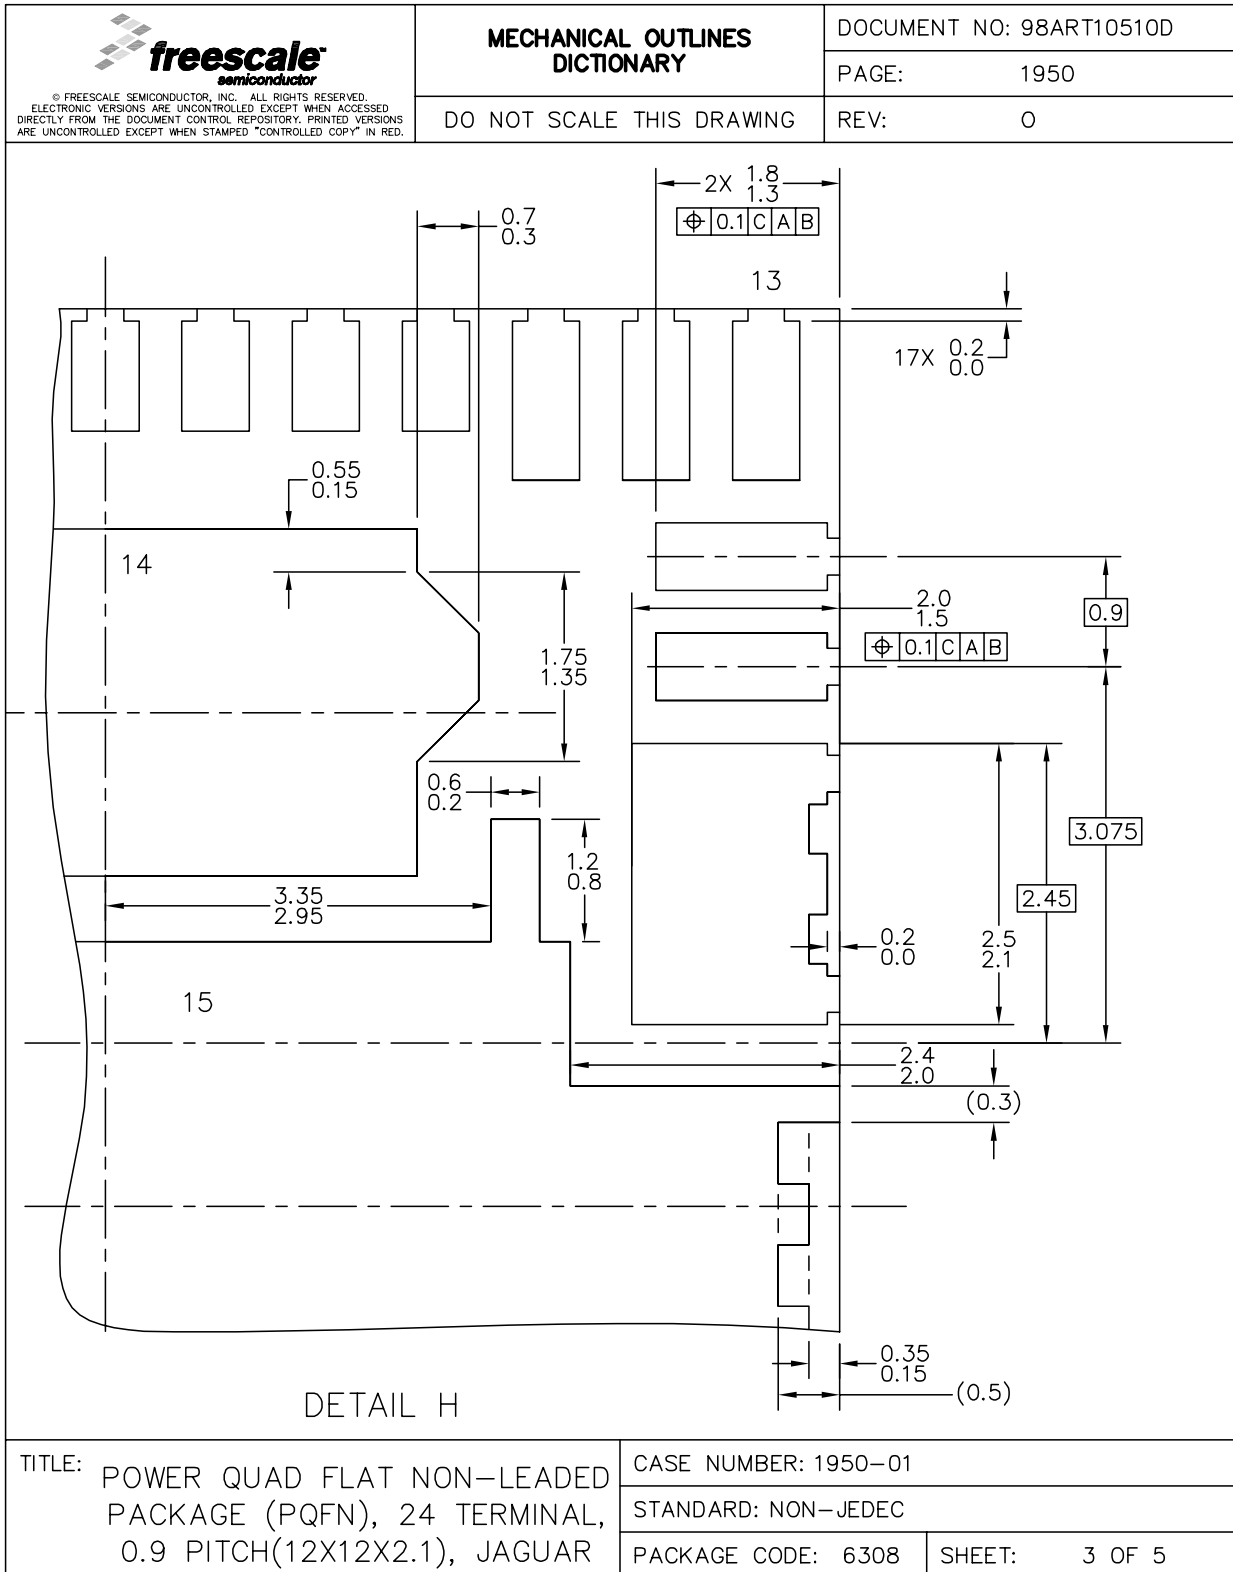 freescale™
semiconductor
© FREESCALE SEMICONDUCTOR, INC. ALL RIGHTS RESERVED.
ELECTRONIC VERSIONS ARE UNCONTROLLED EXCEPT WHEN ACCESSED
DIRECTLY FROM THE DOCUMENT CONTROL REPOSITORY. PRINTED VERSIONS
ARE UNCONTROLLED EXCEPT WHEN STAMPED "CONTROLLED COPY" IN RED.
MECHANICAL OUTLINES
DICTIONARY
DO NOT SCALE THIS DRAWING
DOCUMENT NO: 98ART10510D
PAGE: 1950
REV: O
2X 1.8
1.3
⌖ 0.1 C A B
0.7
0.3
13
17X 0.2
0.0
0.55
0.15
14
2.0
1.5
0.9
⌖ 0.1 C A B
1.75
1.35
0.6
0.2
3.075
1.2
0.8
3.35
2.95
2.45
0.2
0.0
2.5
2.1
15
2.4
2.0
(0.3)
0.35
0.15
(0.5)
DETAIL H
TITLE: POWER QUAD FLAT NON-LEADED
PACKAGE (PQFN), 24 TERMINAL,
0.9 PITCH(12X12X2.1), JAGUAR
CASE NUMBER: 1950-01
STANDARD: NON-JEDEC
PACKAGE CODE: 6308
SHEET: 3 OF 5